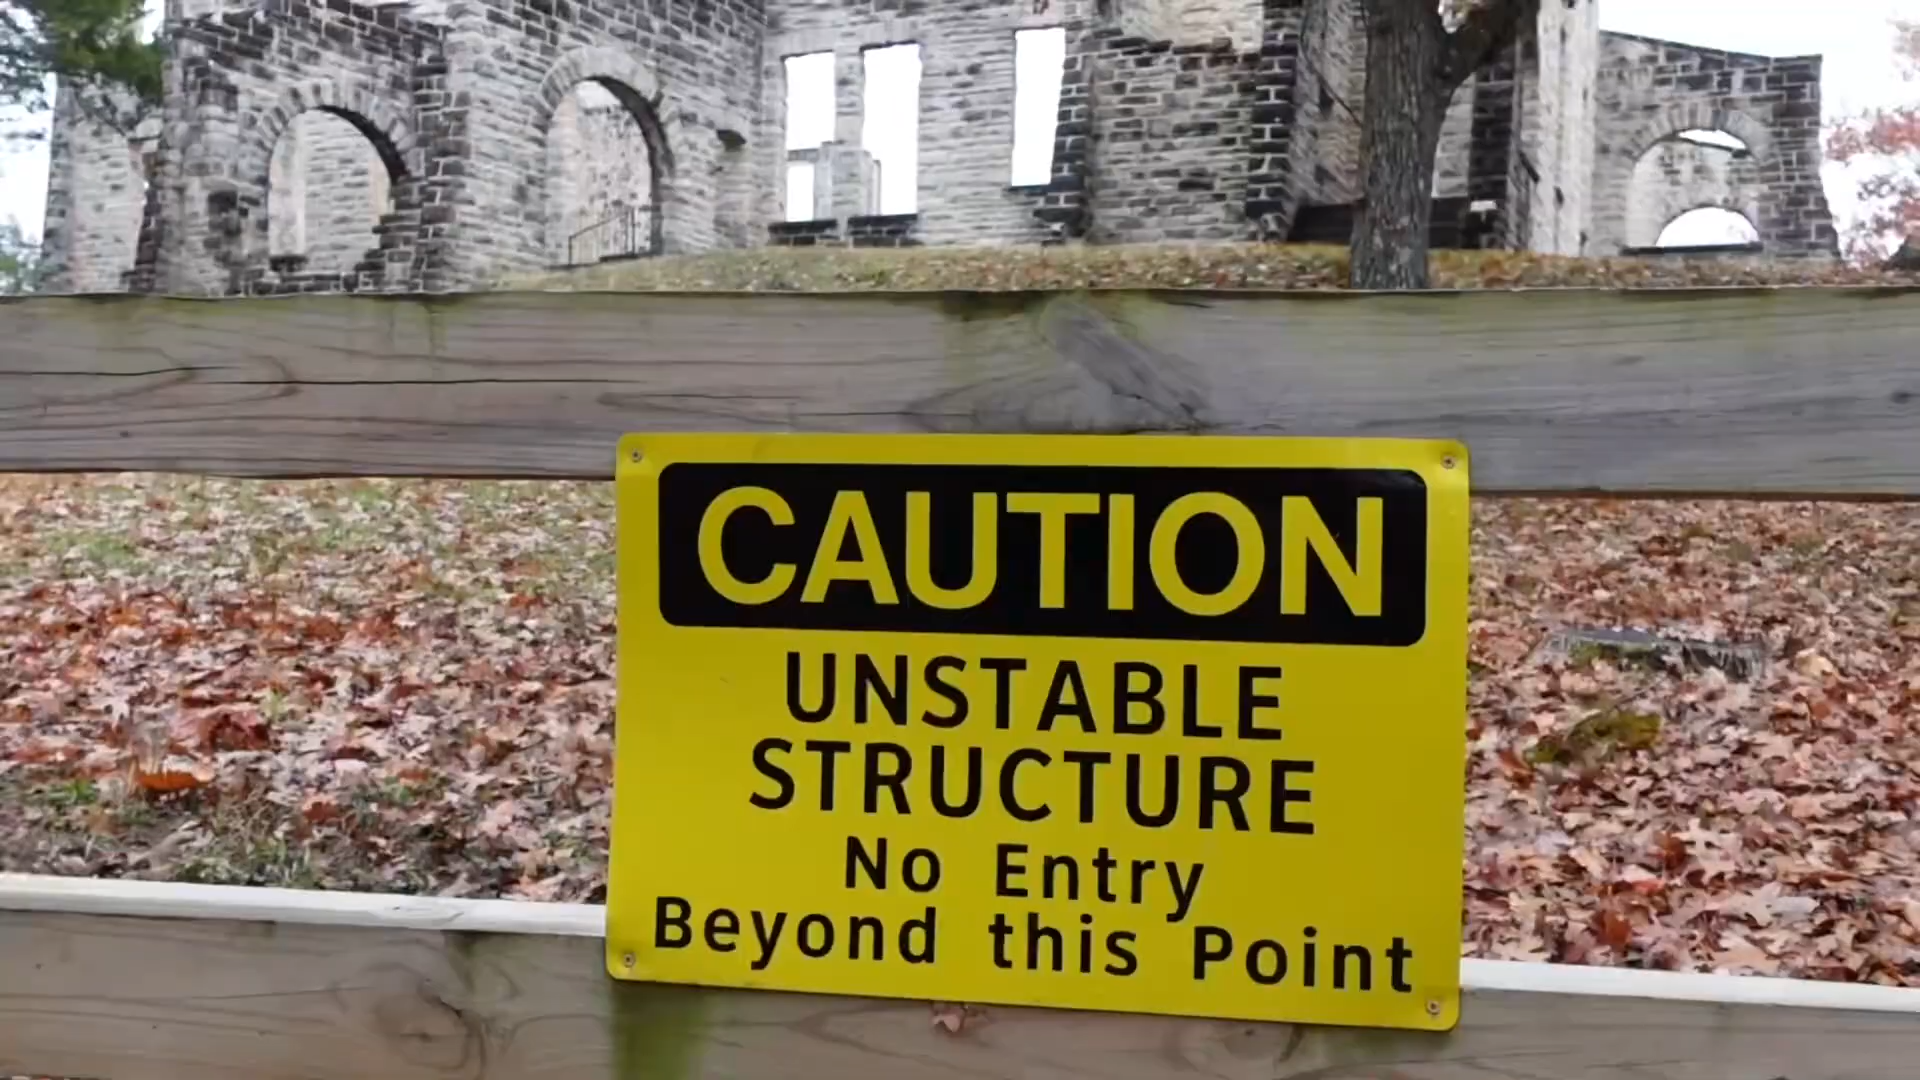 CAUTION
UNSTABLE
STRUCTURE
No Entry
Beyond this Point